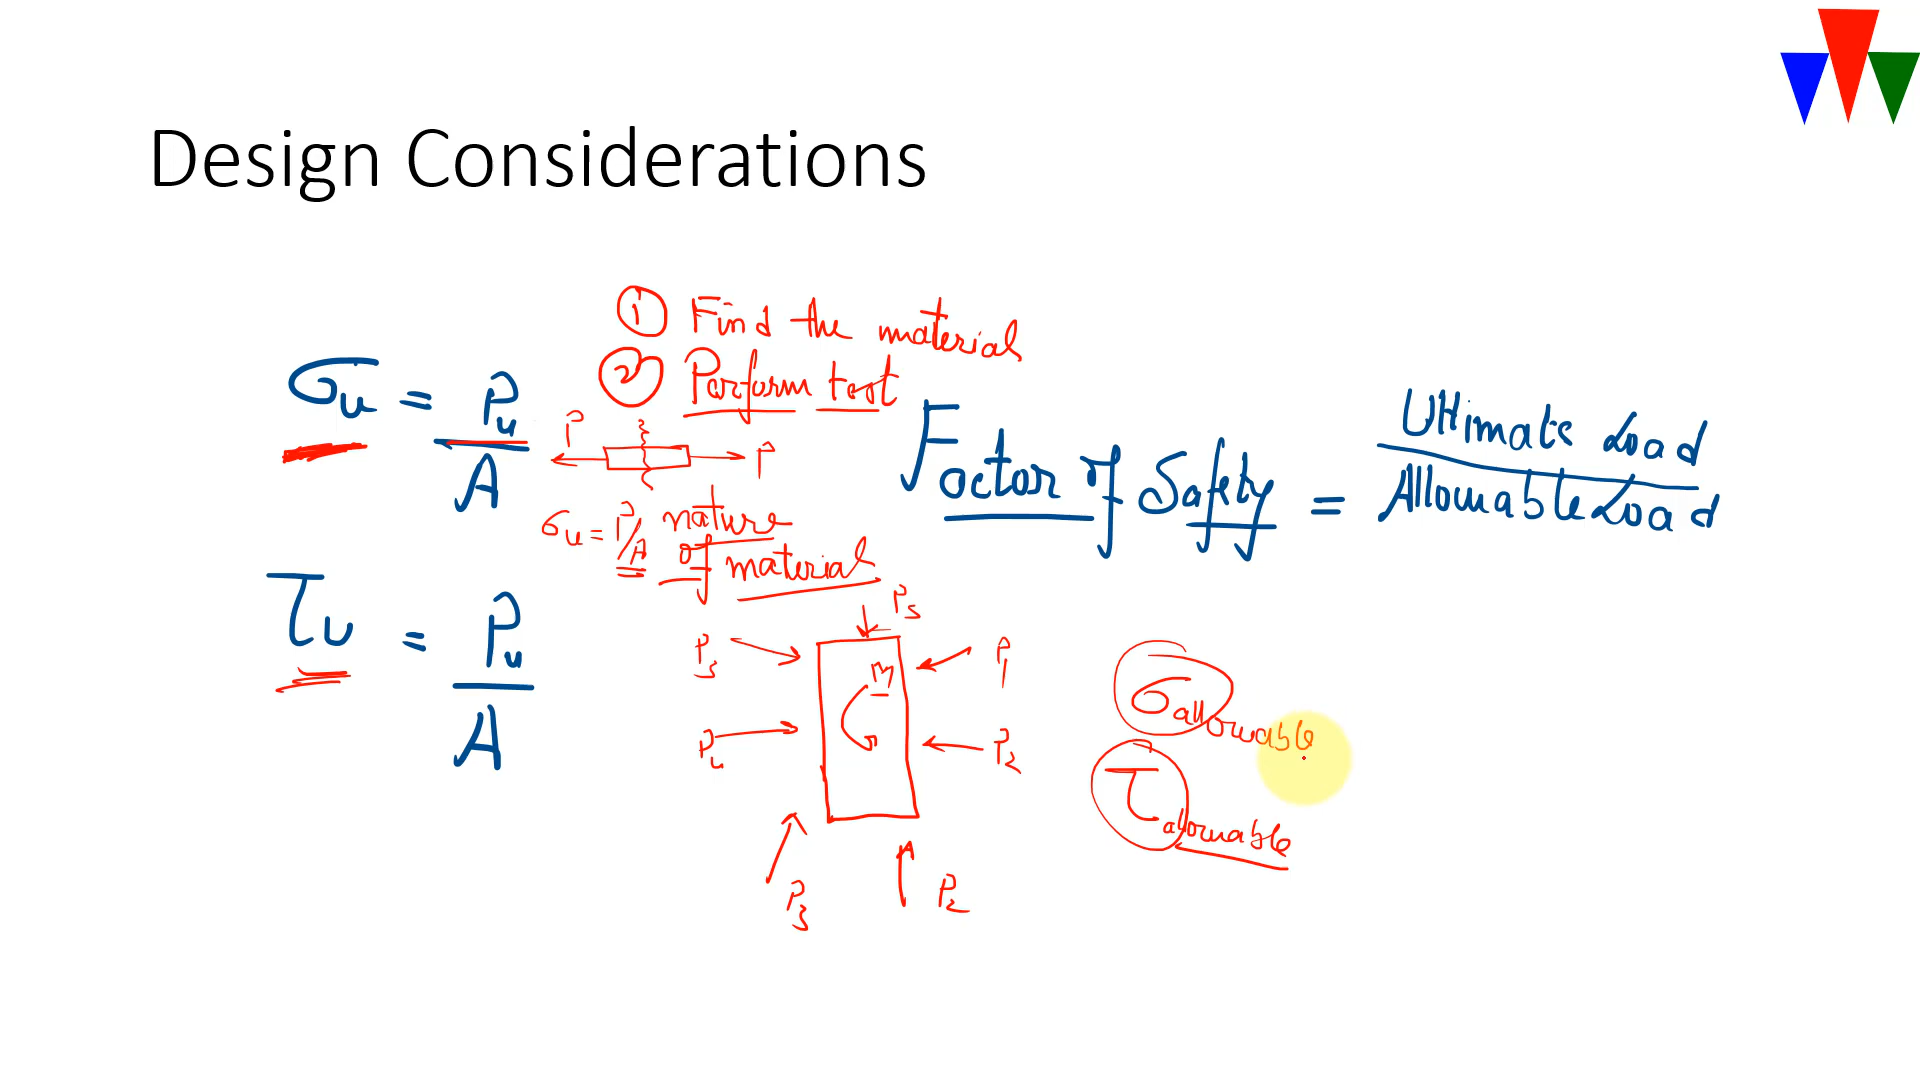 Design Considerations
① Find the material
② Perform test
σu = Pu / A
P
P
σu = P/A nature
of material
Factor of Safety = Ultimate Load / Allowable Load
τu = Pu / A
P5
P3
P1
M
P4
P2
P3
P2
σallowable
τallowable